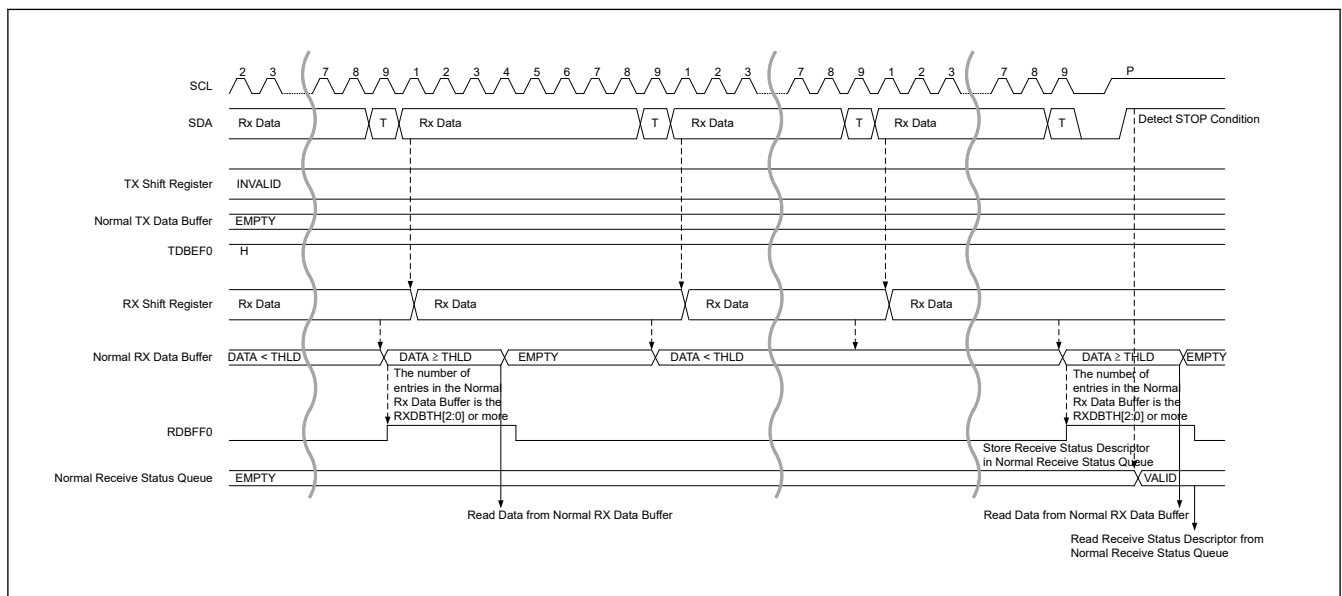 SCL 2 3 7 8 9 1 2 3 4 5 6 7 8 9 1 2 3 7 8 9 1 2 3 7 8 9 P
SDA Rx Data T Rx Data T Rx Data T Rx Data T Detect STOP Condition
TX Shift Register INVALID
Normal TX Data Buffer EMPTY
TDBEF0 H
RX Shift Register Rx Data Rx Data Rx Data Rx Data
Normal RX Data Buffer DATA < THLD DATA ≥ THLD EMPTY DATA < THLD DATA ≥ THLD EMPTY
The number of
entries in the Normal
Rx Data Buffer is the
RXDBTH[2:0] or more
The number of
entries in the Normal
Rx Data Buffer is the
RXDBTH[2:0] or more
RDBFF0
Store Receive Status Descriptor
in Normal Receive Status Queue
Normal Receive Status Queue EMPTY VALID
Read Data from Normal RX Data Buffer
Read Data from Normal RX Data Buffer
Read Receive Status Descriptor from
Normal Receive Status Queue